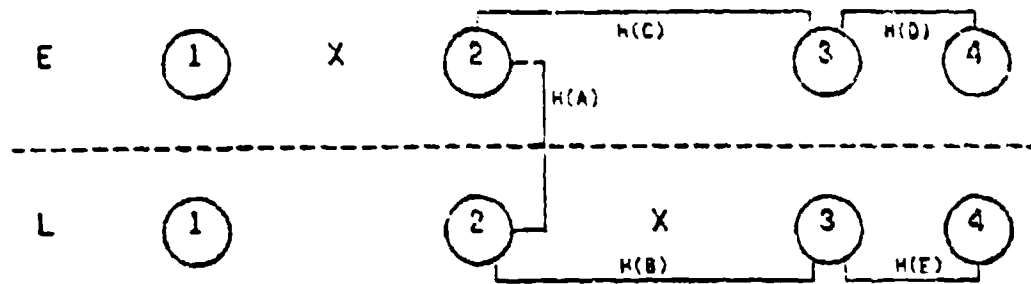 h(C) H(D)
E 1 X 2 3 4
H(A)
L 1 2 X 3 4
H(B) H(E)